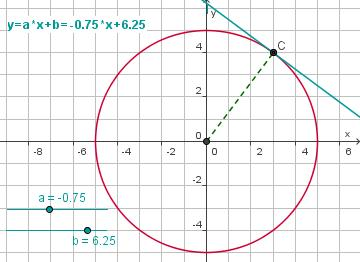 y
y=a*x+b=-0.75*x+6.25
C
4
2
0
x
-8 -6 -4 -2 0 2 4 6
-2
a = -0.75
-4
b = 6.25